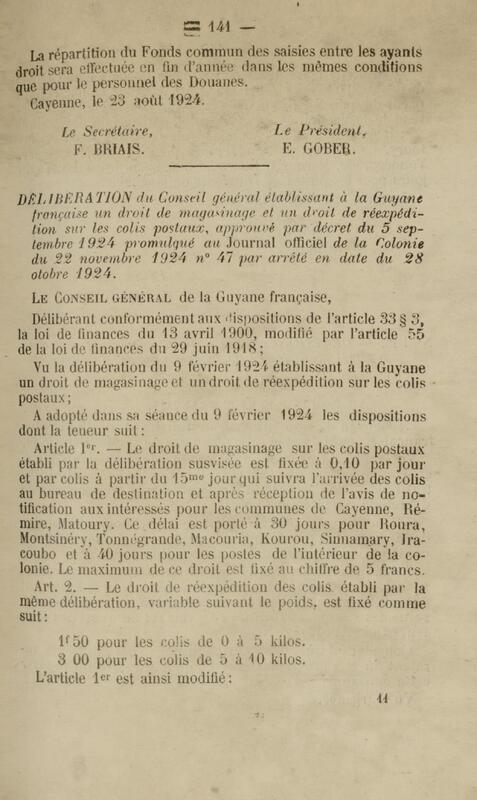 — 141 —
La répartition du Fonds commun des saisies entre les ayants
droit sera effectuée en fin d'année dans les mêmes conditions
que pour le personnel des Douanes.
Cayenne, le 23 août 1924.
Le Secrétaire, Le Président,
F. BRIAIS. E. GOBER.
DÉLIBÉRATION du Conseil général établissant à la Guyane
française un droit de magasinage et un droit de réexpédi-
tion sur les colis postaux, approuvé par décret du 5 sep-
tembre 1924 promulgué au Journal officiel de la Colonie
du 22 novembre 1924 n° 47 par arrêté en date du 28
otobre 1924.
LE CONSEIL GÉNÉRAL de la Guyane française,
Délibérant conformément aux dispositions de l'article 33 § 3,
la loi de finances du 13 avril 1900, modifié par l'article 55
de la loi de finances du 29 juin 1918;
Vu la délibération du 9 février 1924 établissant à la Guyane
un droit de magasinage et un droit de réexpédition sur les colis
postaux;
A adopté dans sa séance du 9 février 1924 les dispositions
dont la teneur suit:
Article 1er. — Le droit de magasinage sur les colis postaux
établi par la délibération susvisée est fixée à 0,10 par jour
et par colis à partir du 15me jour qui suivra l'arrivée des colis
au bureau de destination et après réception de l'avis de no-
tification aux intéressés pour les communes de Cayenne, Ré-
mire, Matoury. Ce délai est porté à 30 jours pour Roura,
Montsinéry, Tonnégrande, Macouria, Kourou, Sinnamary, Ira-
coubo et à 40 jours pour les postes de l'intérieur de la co-
lonie. Le maximum de ce droit est fixé au chiffre de 5 francs.
Art. 2. — Le droit de réexpédition des colis établi par la
même délibération, variable suivant le poids, est fixé comme
suit:
1f 50 pour les colis de 0 à 5 kilos.
3 00 pour les colis de 5 à 10 kilos.
L'article 1er est ainsi modifié:
11